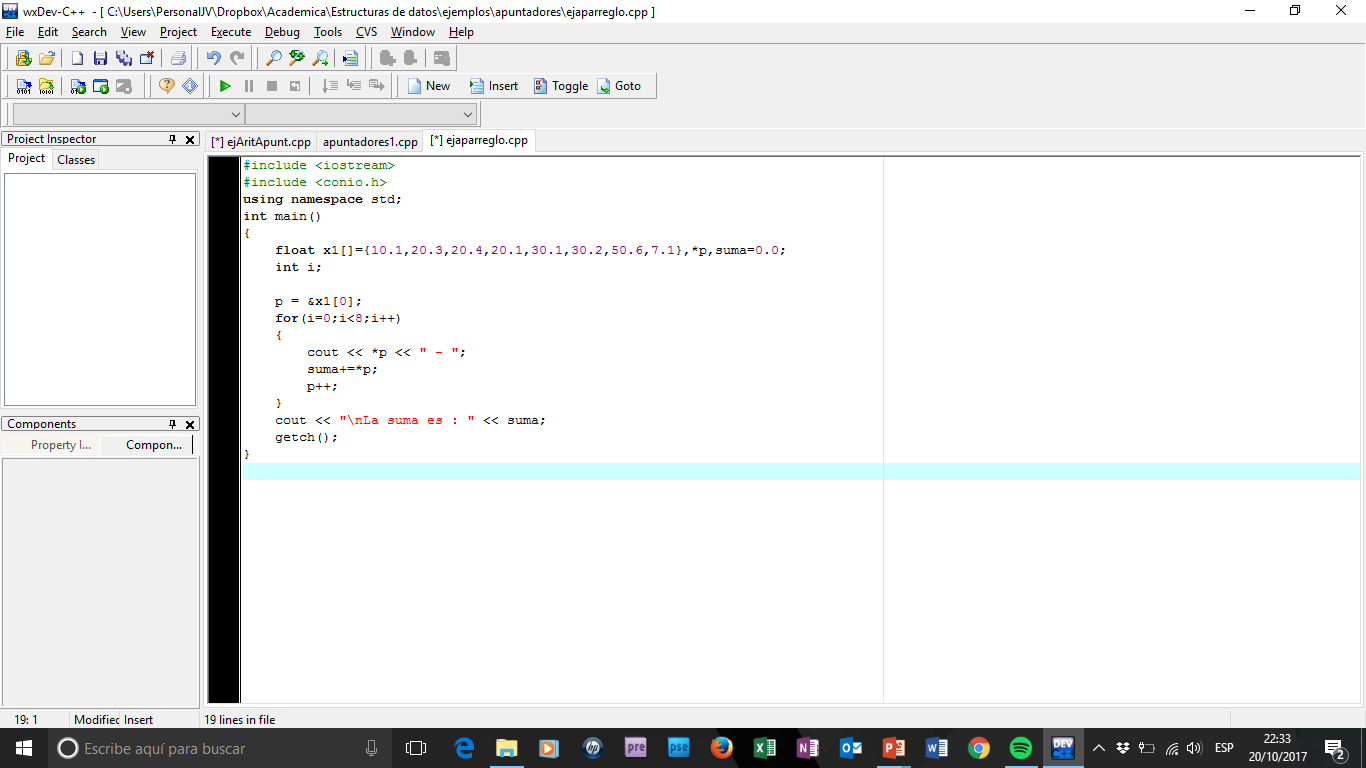 wxDev-C++ - [ C:\Users\PersonalJV\Dropbox\Academica\Estructuras de datos\ejemplos\apuntadores\ejaparreglo.cpp ]
File Edit Search View Project Execute Debug Tools CVS Window Help
New Insert Toggle Goto
Project Inspector
Project Classes
[*] ejAritApunt.cpp apuntadores1.cpp [*] ejaparreglo.cpp
#include <iostream>
#include <conio.h>
using namespace std;
int main()
{
    float x1[]={10.1,20.3,20.4,20.1,30.1,30.2,50.6,7.1},*p,suma=0.0;
    int i;
    p = &x1[0];
    for(i=0;i<8;i++)
    {
        cout << *p << " - ";
        suma+=*p;
        p++;
    }
    cout << "\nLa suma es : " << suma;
    getch();
}
Components
Property I... Compon...
19: 1 Modifiec Insert 19 lines in file
Escribe aquí para buscar
hp pre pse DEV
ESP
22:33
20/10/2017
2